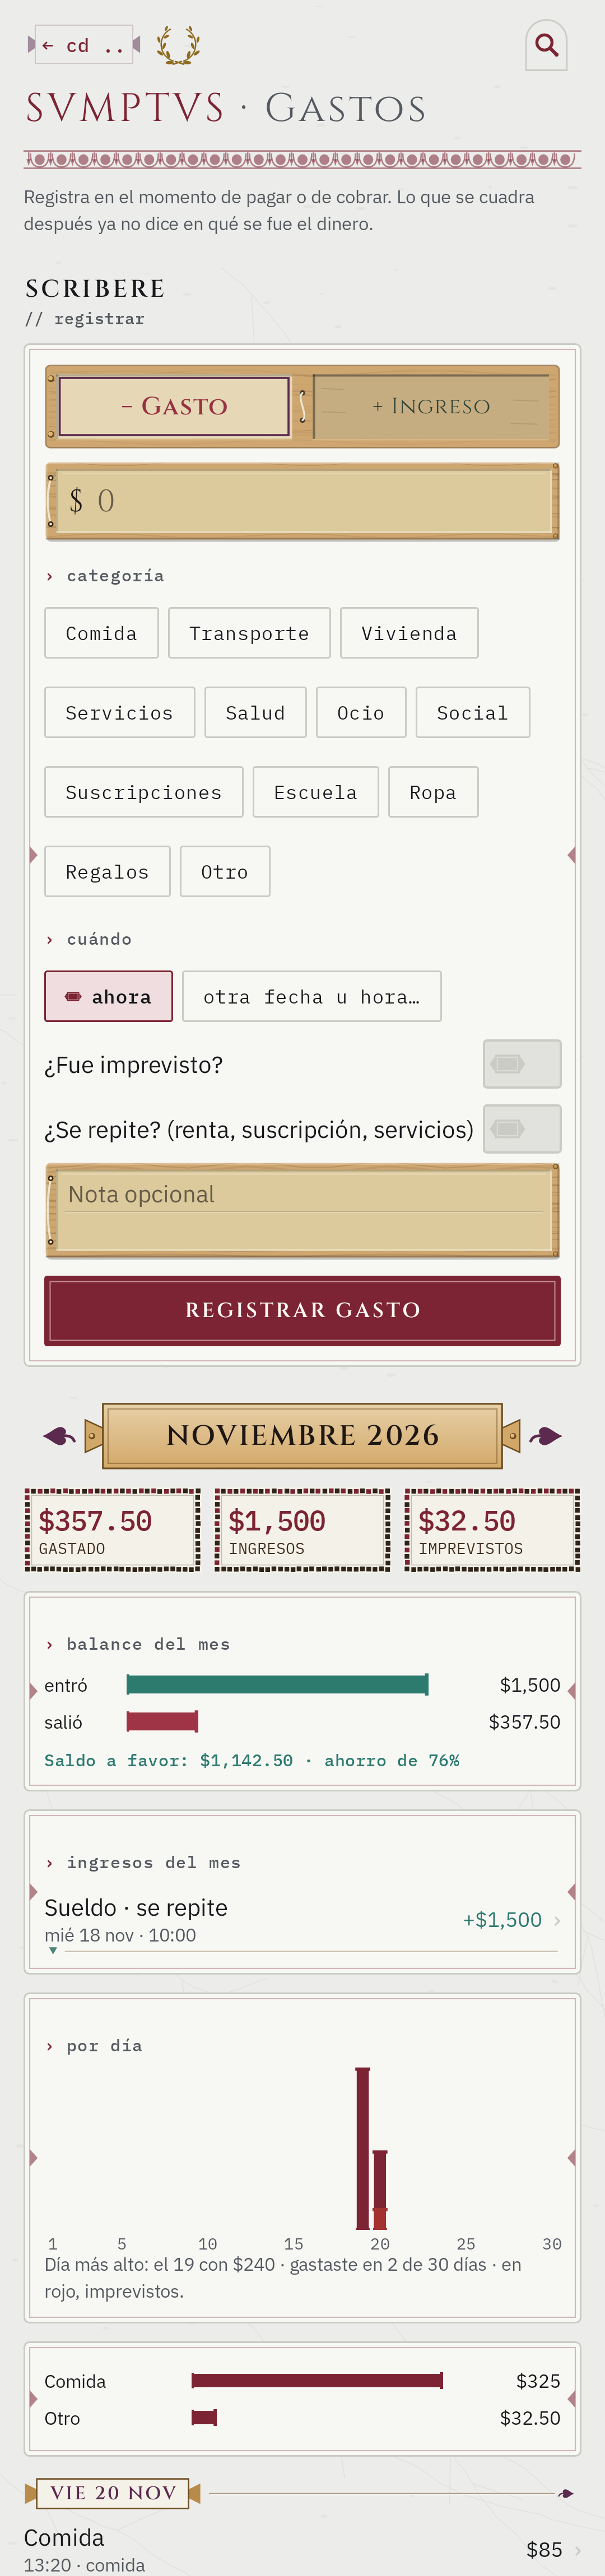 ← cd ..
SVMPTVS · Gastos
Registra en el momento de pagar o de cobrar. Lo que se cuadra
después ya no dice en qué se fue el dinero.
SCRIBERE
// registrar
− Gasto
+ Ingreso
$ 0
› categoría
Comida
Transporte
Vivienda
Servicios
Salud
Ocio
Social
Suscripciones
Escuela
Ropa
Regalos
Otro
› cuándo
ahora
otra fecha u hora…
¿Fue imprevisto?
¿Se repite? (renta, suscripción, servicios)
Nota opcional
REGISTRAR GASTO
NOVIEMBRE 2026
$357.50
GASTADO
$1,500
INGRESOS
$32.50
IMPREVISTOS
› balance del mes
entró $1,500
salió $357.50
Saldo a favor: $1,142.50 · ahorro de 76%
› ingresos del mes
Sueldo · se repite
mié 18 nov · 10:00
+$1,500 ›
› por día
1 5 10 15 20 25 30
Día más alto: el 19 con $240 · gastaste en 2 de 30 días · en
rojo, imprevistos.
Comida $325
Otro $32.50
VIE 20 NOV
Comida
13:20 · comida
$85 ›